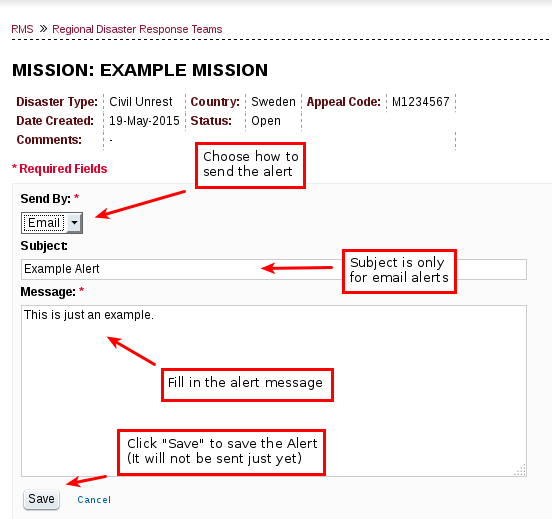 RMS » Regional Disaster Response Teams
MISSION: EXAMPLE MISSION
Disaster Type: Civil Unrest Country: Sweden Appeal Code: M1234567
Date Created: 19-May-2015 Status: Open
Comments: -
* Required Fields
Choose how to
send the alert
Send By: *
Email
Subject:
Example Alert
Subject is only
for email alerts
Message: *
This is just an example.
Fill in the alert message
Click "Save" to save the Alert
(It will not be sent just yet)
Save Cancel